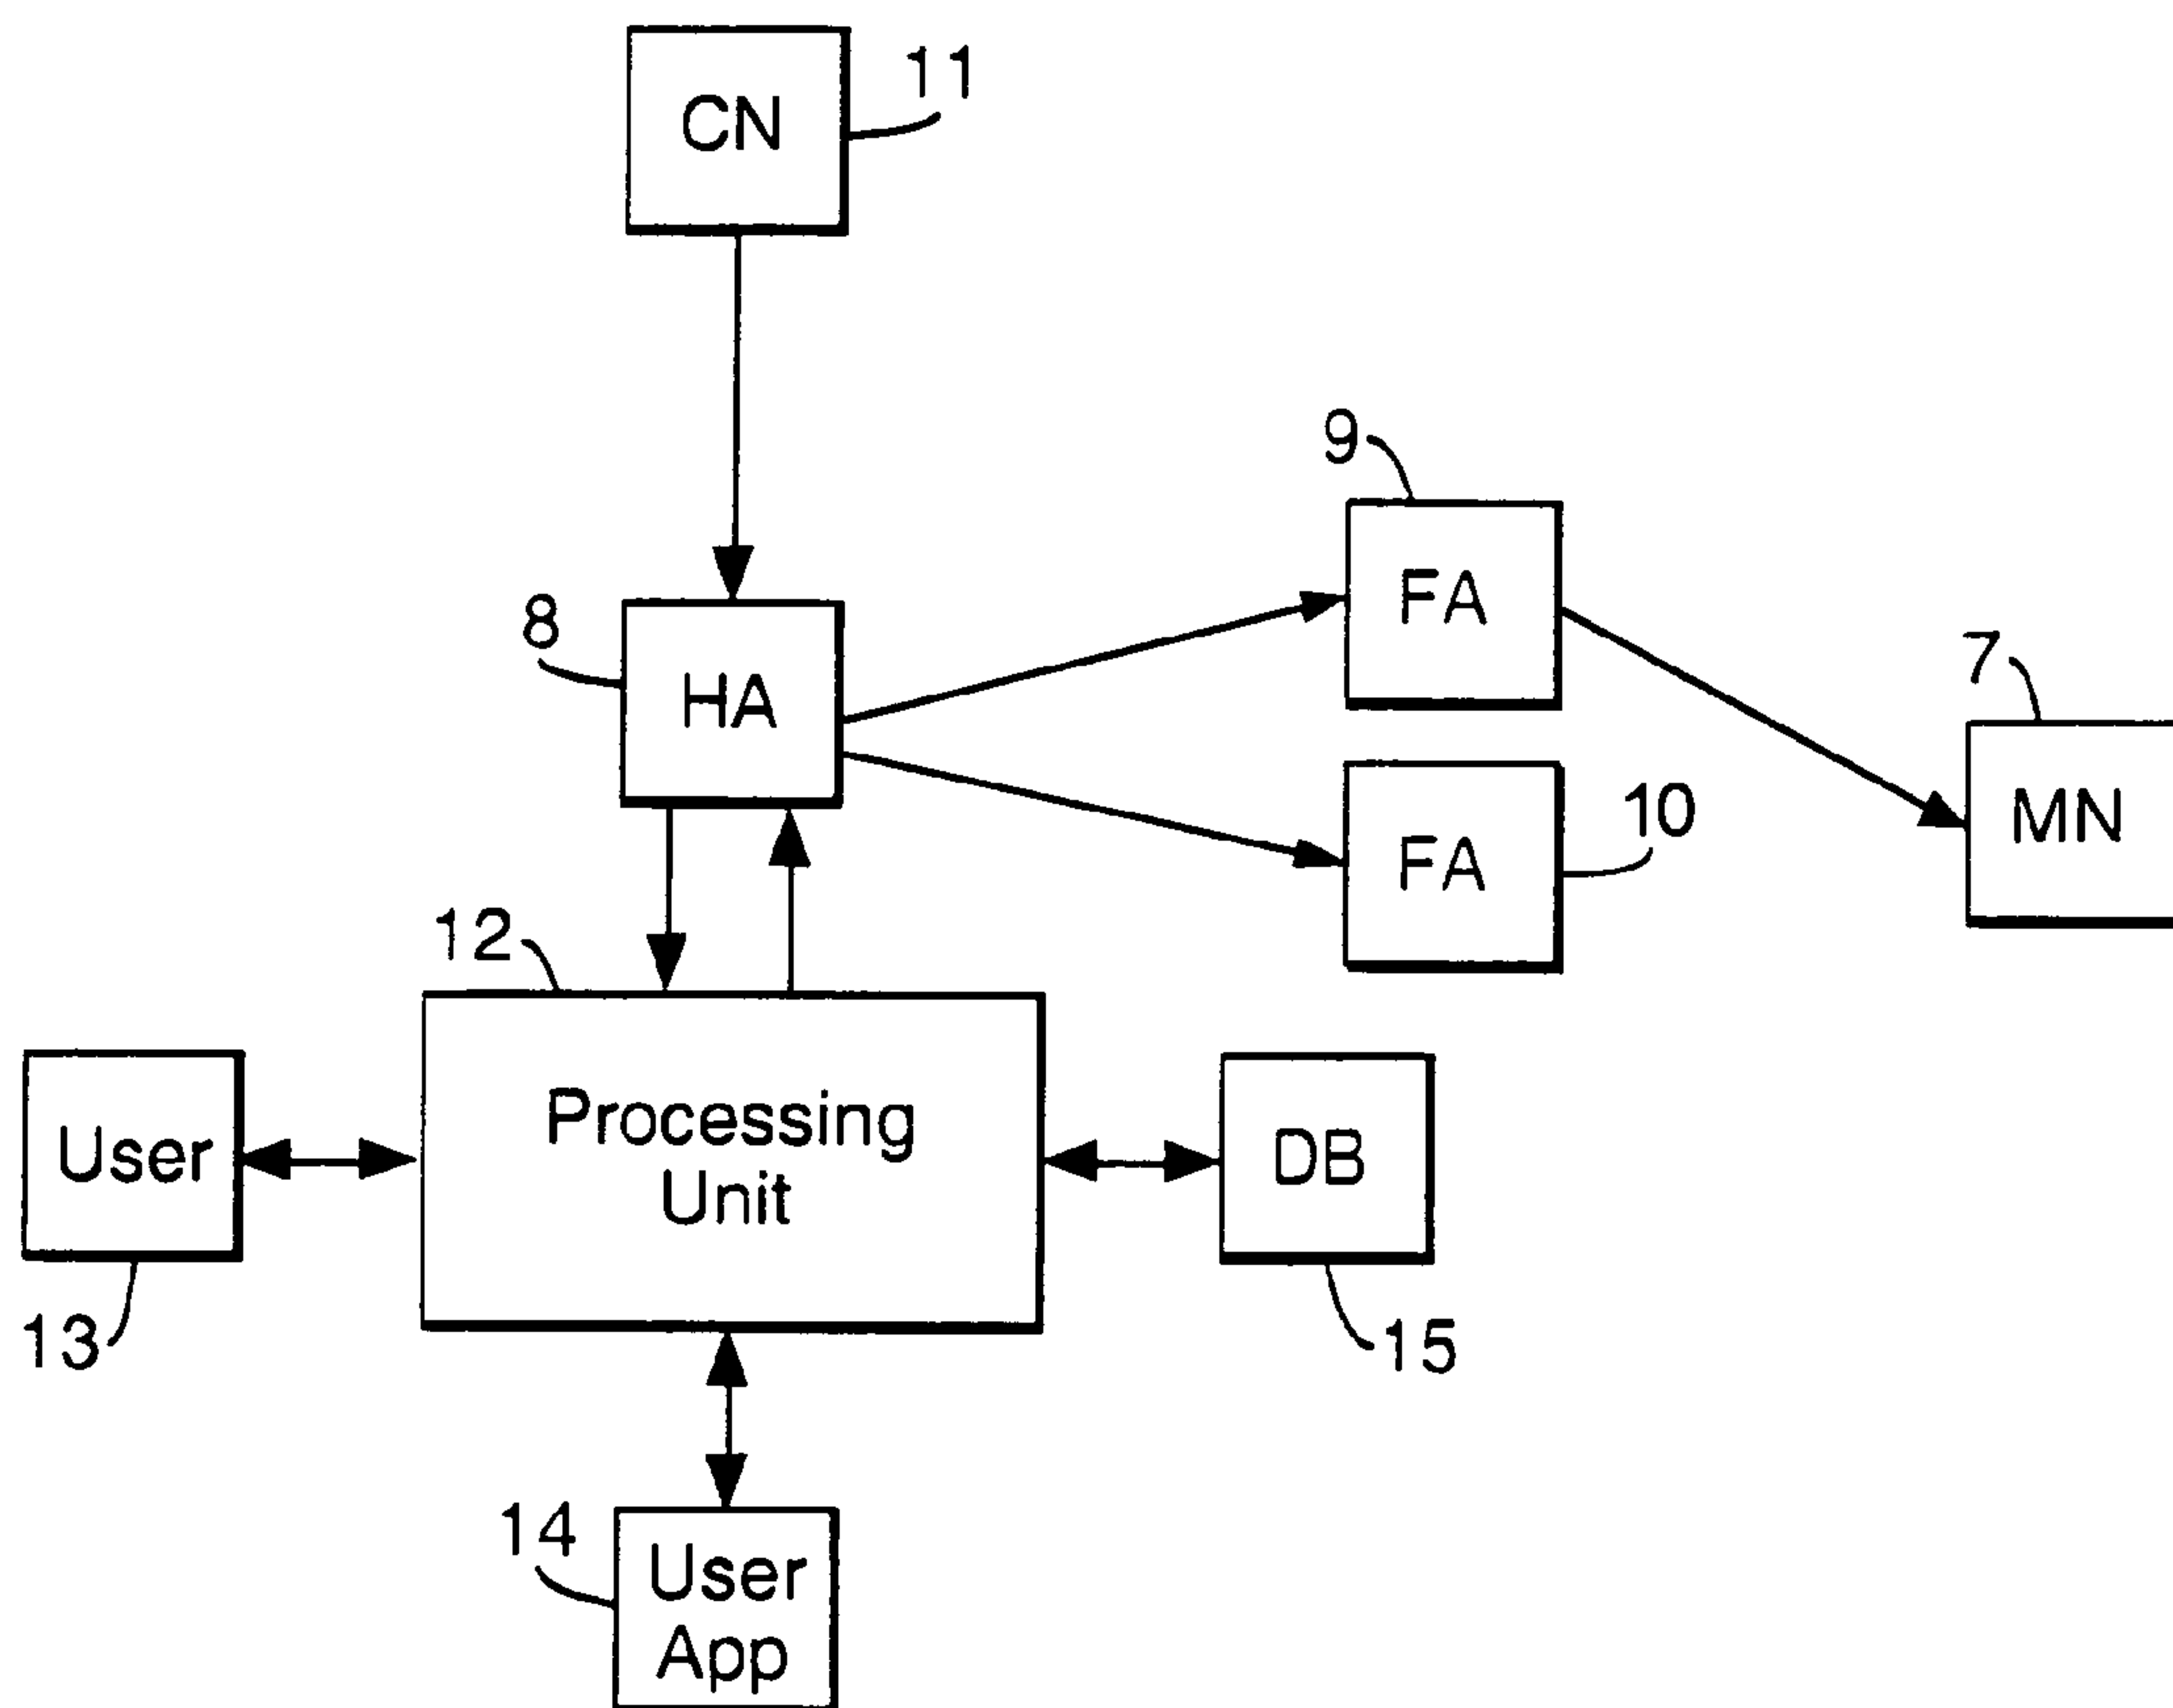 CN
11
9
FA
8
HA
7
MN
10
FA
12
Processing
Unit
User
DB
13
15
14
User
App